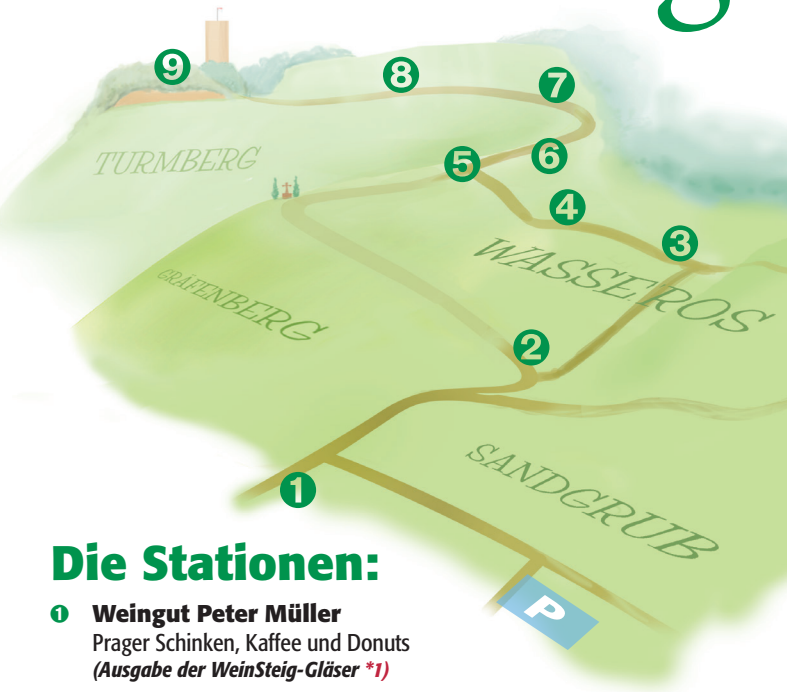 9
8
7
TURMBERG
6
5
4
3
WASSEROS
GRÄFENBERG
2
SANDGRUB
1
Die Stationen:
P
1 Weingut Peter Müller
Prager Schinken, Kaffee und Donuts
(Ausgabe der WeinSteig-Gläser *1)